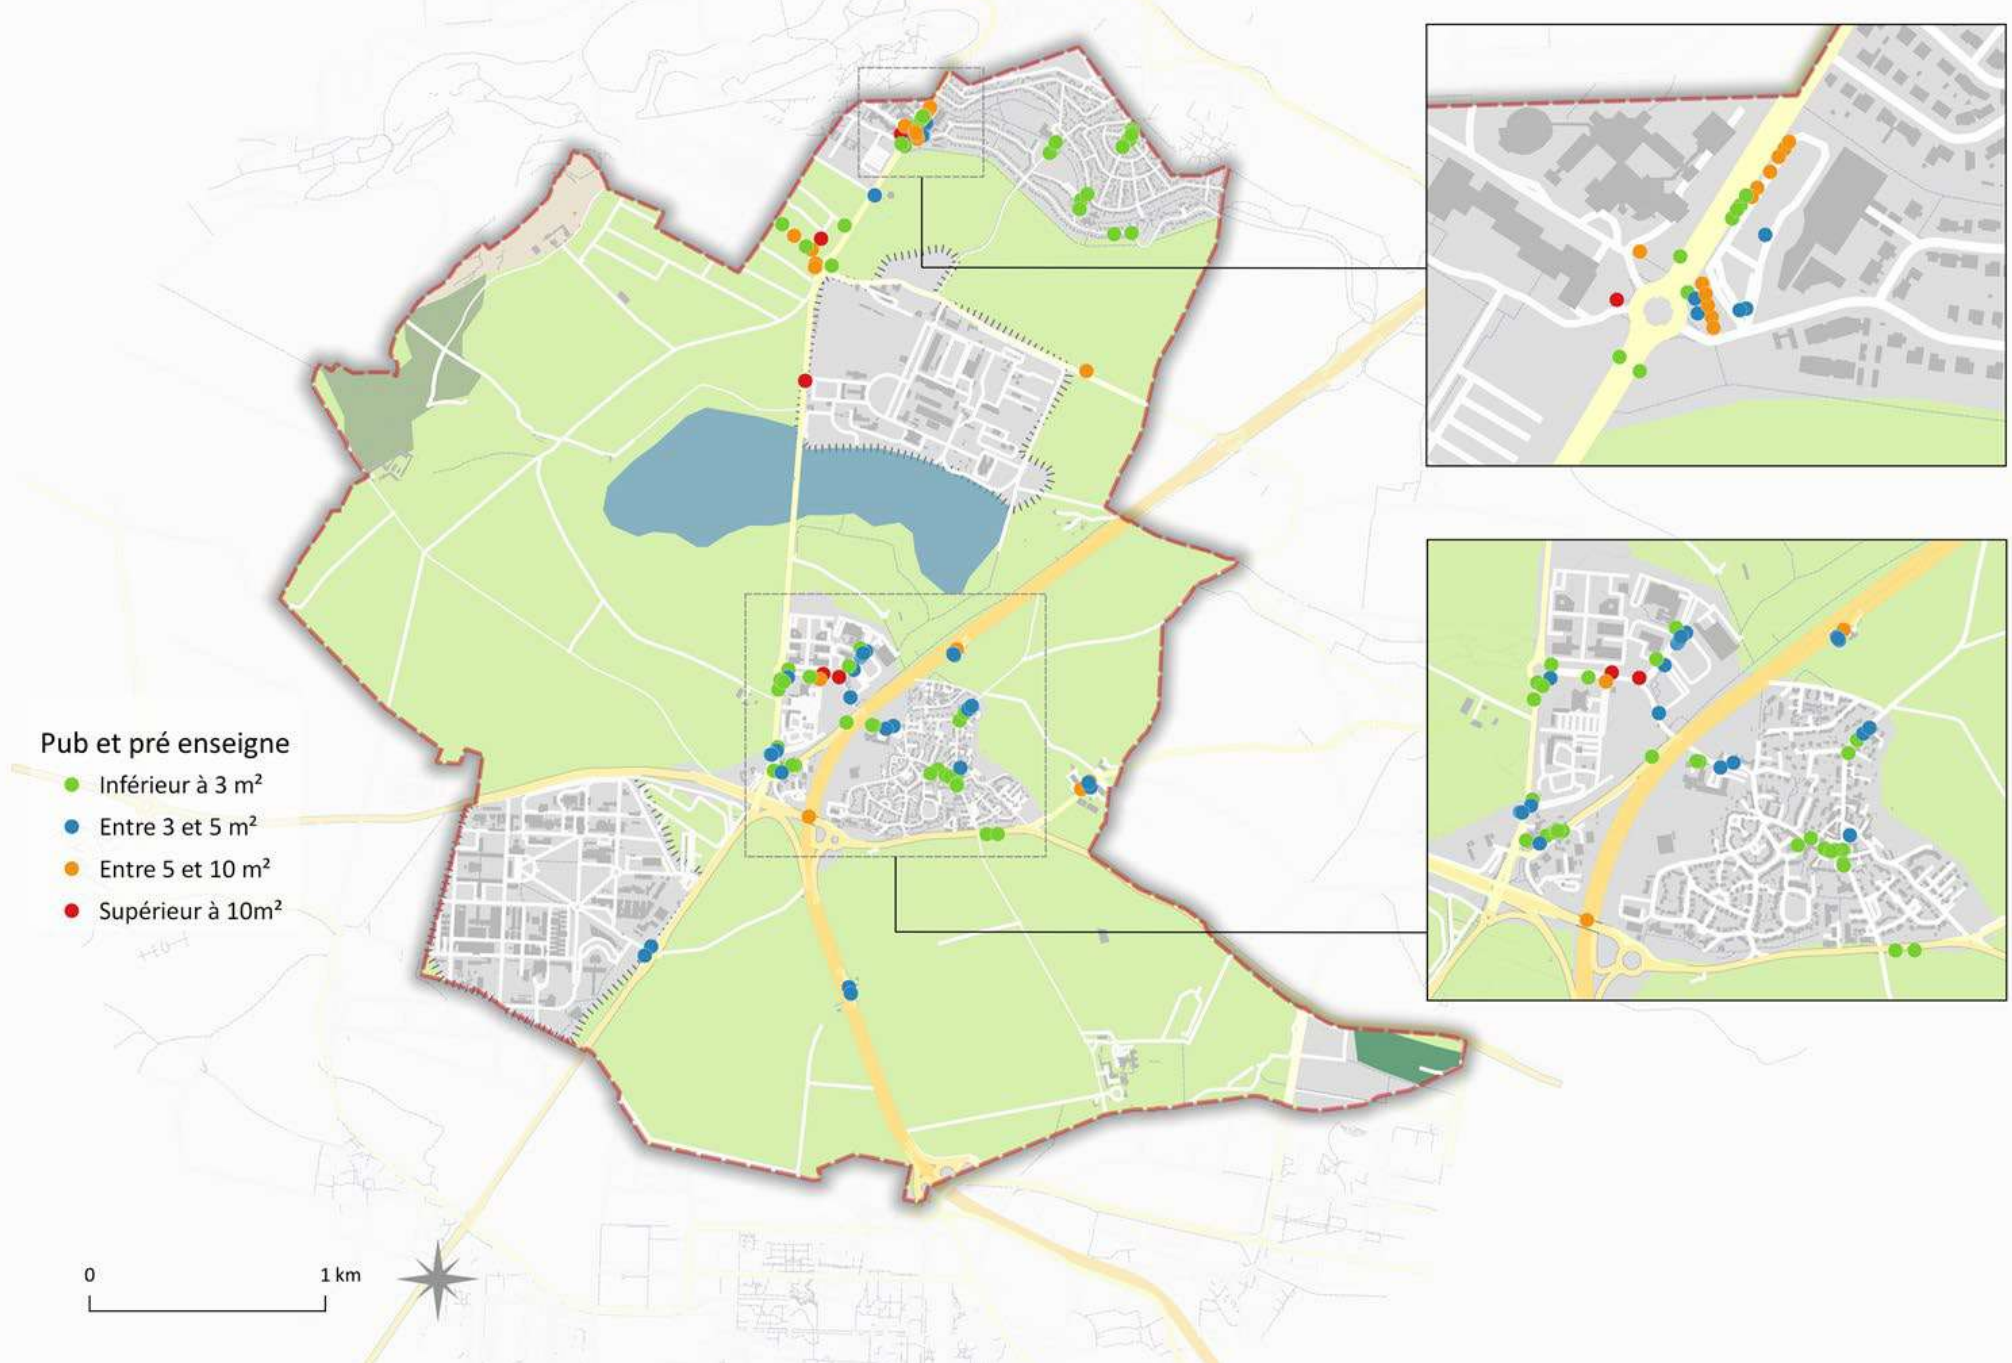 Pub et pré enseigne
Inférieur à 3 m²
Entre 3 et 5 m²
Entre 5 et 10 m²
Supérieur à 10m²
0 1 km